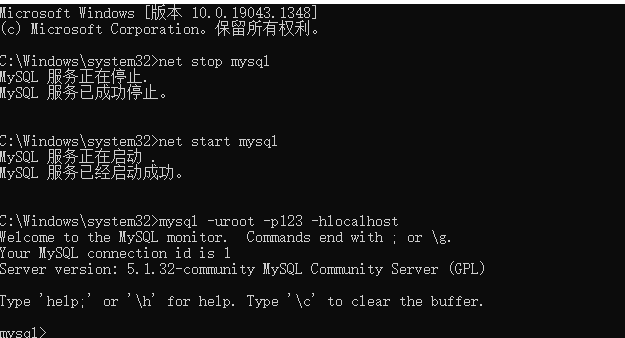 Microsoft Windows [版本 10.0.19043.1348]
(c) Microsoft Corporation。保留所有权利。
C:\Windows\system32>net stop mysql
MySQL 服务正在停止.
MySQL 服务已成功停止。
C:\Windows\system32>net start mysql
MySQL 服务正在启动 .
MySQL 服务已经启动成功。
C:\Windows\system32>mysql -uroot -p123 -hlocalhost
Welcome to the MySQL monitor.  Commands end with ; or \g.
Your MySQL connection id is 1
Server version: 5.1.32-community MySQL Community Server (GPL)
Type 'help;' or '\h' for help. Type '\c' to clear the buffer.
mysql>